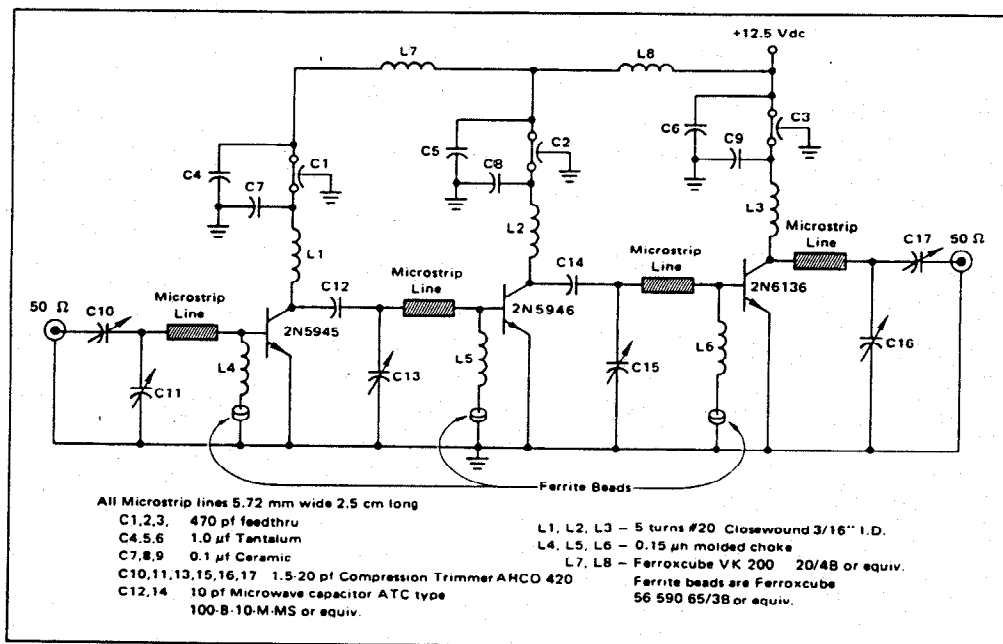 +12.5 Vdc
L7
L8
C4
C7
C1
C5
C8
C2
C6
C9
C3
L1
L2
L3
Microstrip
Line
C17
50 Ω
C12
Microstrip
Line
C14
Microstrip
Line
2N6136
50 Ω
C10
Microstrip
Line
2N5945
2N5946
C11
L4
C13
L5
C15
L6
C16
Ferrite Beads
All Microstrip lines 5.72 mm wide 2.5 cm long
C1,2,3, 470 pf feedthru
C4,5,6 1.0 µf Tantalum
C7,8,9 0.1 µf Ceramic
C10,11,13,15,16,17 1.5-20 pf Compression Trimmer AHCO 420
C12,14 10 pf Microwave capacitor ATC type
100-B-10-M-MS or equiv.
L1, L2, L3 – 5 turns #20 Closewound 3/16" I.D.
L4, L5, L6 – 0.15 µh molded choke
L7, L8 – Ferroxcube VK 200 20/4B or equiv.
Ferrite beads are Ferroxcube
56 590 65/3B or equiv.